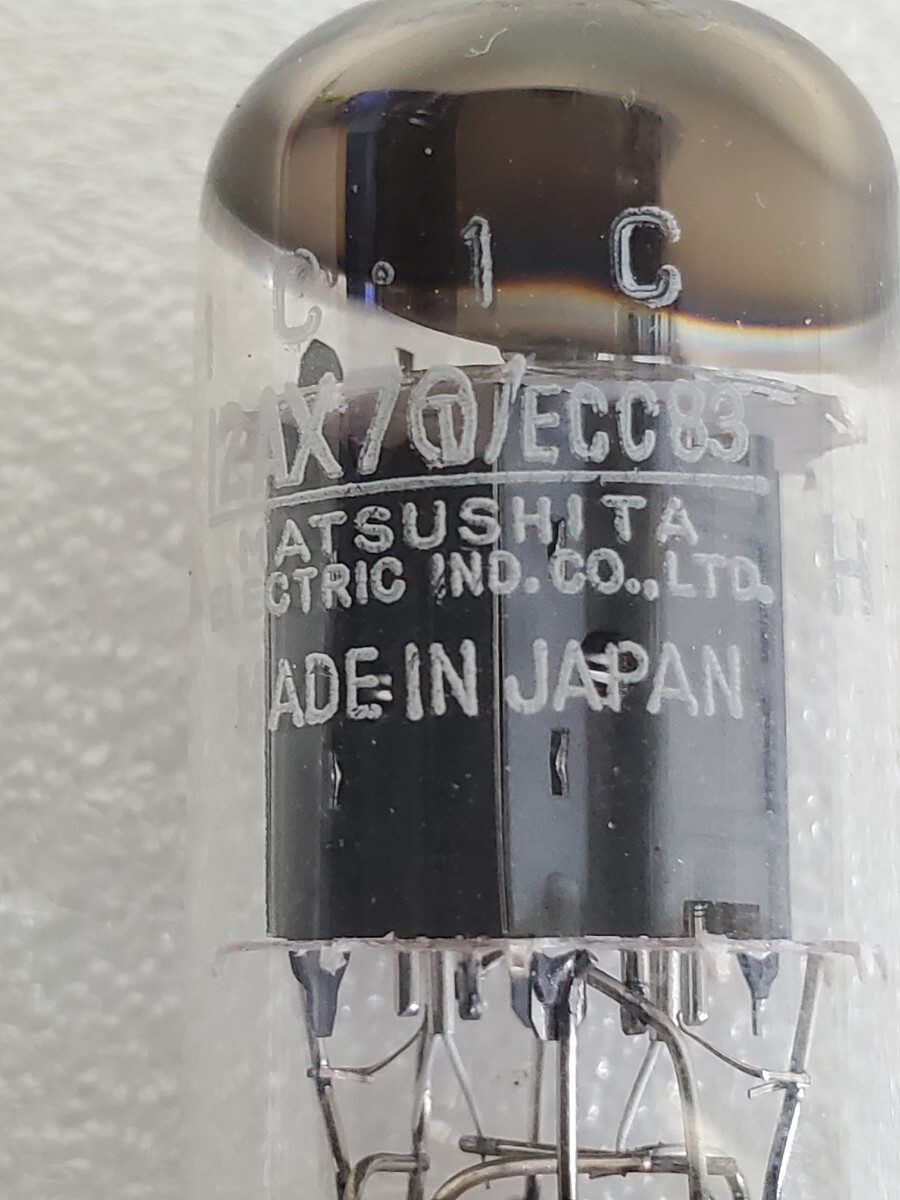 C · 1 C
12AX7Ⓣ/ECC83
MATSUSHITA
ELECTRIC IND. CO., LTD.
MADE IN JAPAN
H